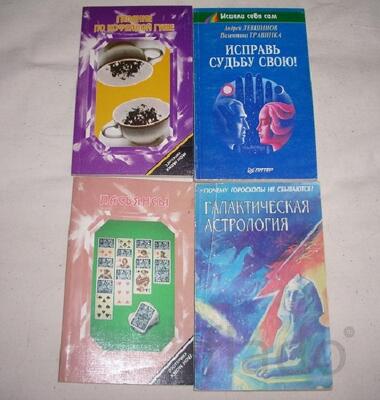 ГАДАНИЕ
ПО КОФЕЙНОЙ ГУЩЕ
Исцели себя сам
Андрей ЛЕВШИНОВ
Валентина ТРАВИНКА
ИСПРАВЬ
СУДЬБУ СВОЮ!
ПИТЕР
ПАСЬЯНСЫ
ПОЧЕМУ ГОРОСКОПЫ НЕ СБЫВАЮТСЯ?
ГАЛАКТИЧЕСКАЯ
АСТРОЛОГИЯ